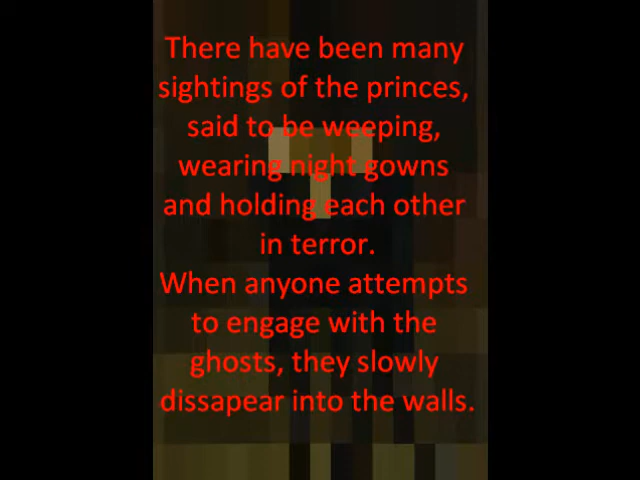 There have been many
sightings of the princes,
said to be weeping,
wearing night gowns
and holding each other
in terror.
When anyone attempts
to engage with the
ghosts, they slowly
dissapear into the walls.